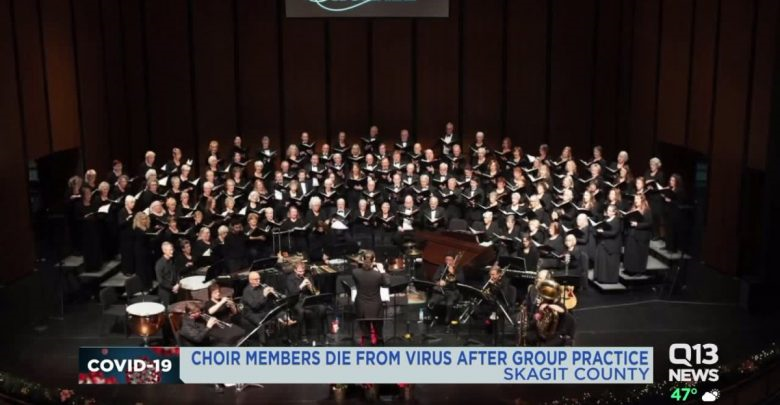 COVID-19
CHOIR MEMBERS DIE FROM VIRUS AFTER GROUP PRACTICE
SKAGIT COUNTY
Q13
NEWS
47°